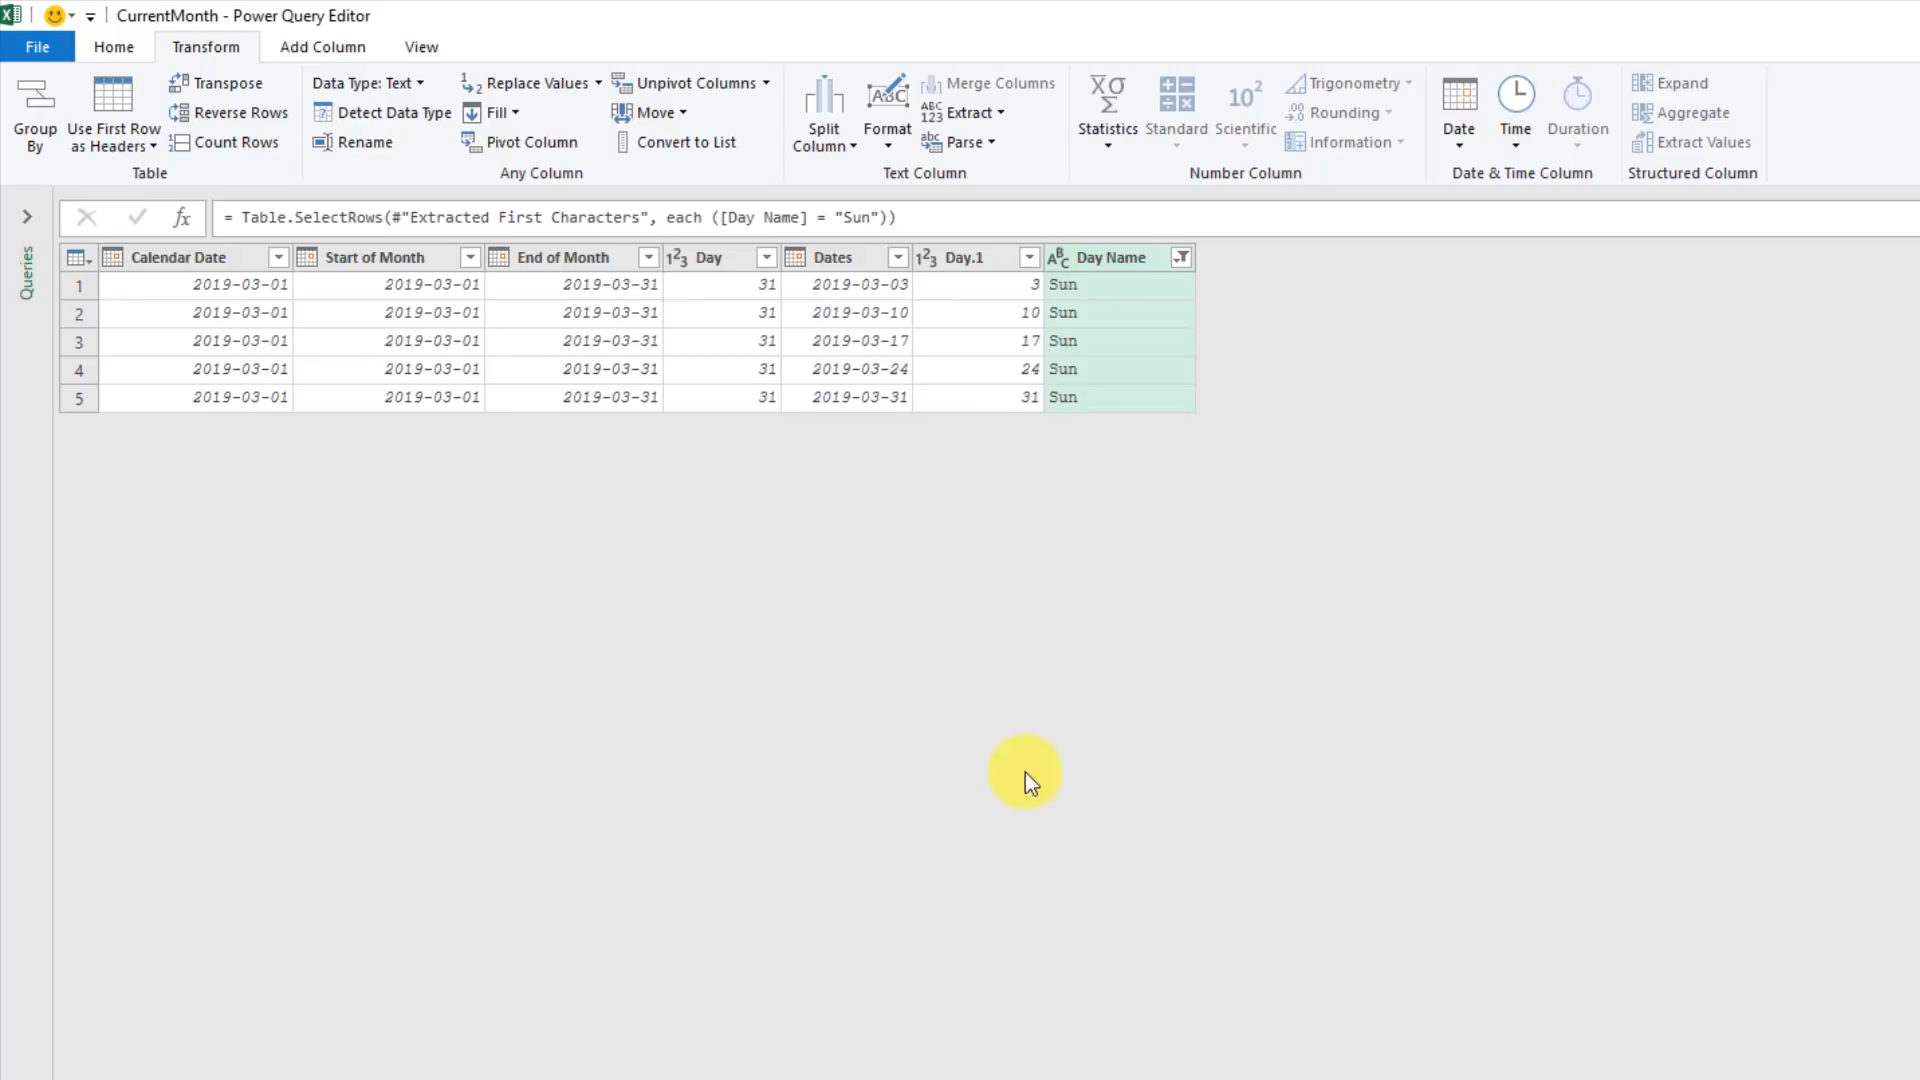 CurrentMonth - Power Query Editor
File Home Transform Add Column View
Group By
Use First Row as Headers
Transpose
Reverse Rows
Count Rows
Table
Data Type: Text
Detect Data Type
Rename
Replace Values
Fill
Pivot Column
Unpivot Columns
Move
Convert to List
Any Column
Split Column
Format
Merge Columns
Extract
Parse
Text Column
Statistics
Standard
Scientific
Trigonometry
Rounding
Information
Number Column
Date
Time
Duration
Date & Time Column
Expand
Aggregate
Extract Values
Structured Column
Queries
fx = Table.SelectRows(#"Extracted First Characters", each ([Day Name] = "Sun"))
Calendar Date Start of Month End of Month 123 Day Dates 123 Day.1 ABC Day Name
1 2019-03-01 2019-03-01 2019-03-31 31 2019-03-03 3 Sun
2 2019-03-01 2019-03-01 2019-03-31 31 2019-03-10 10 Sun
3 2019-03-01 2019-03-01 2019-03-31 31 2019-03-17 17 Sun
4 2019-03-01 2019-03-01 2019-03-31 31 2019-03-24 24 Sun
5 2019-03-01 2019-03-01 2019-03-31 31 2019-03-31 31 Sun